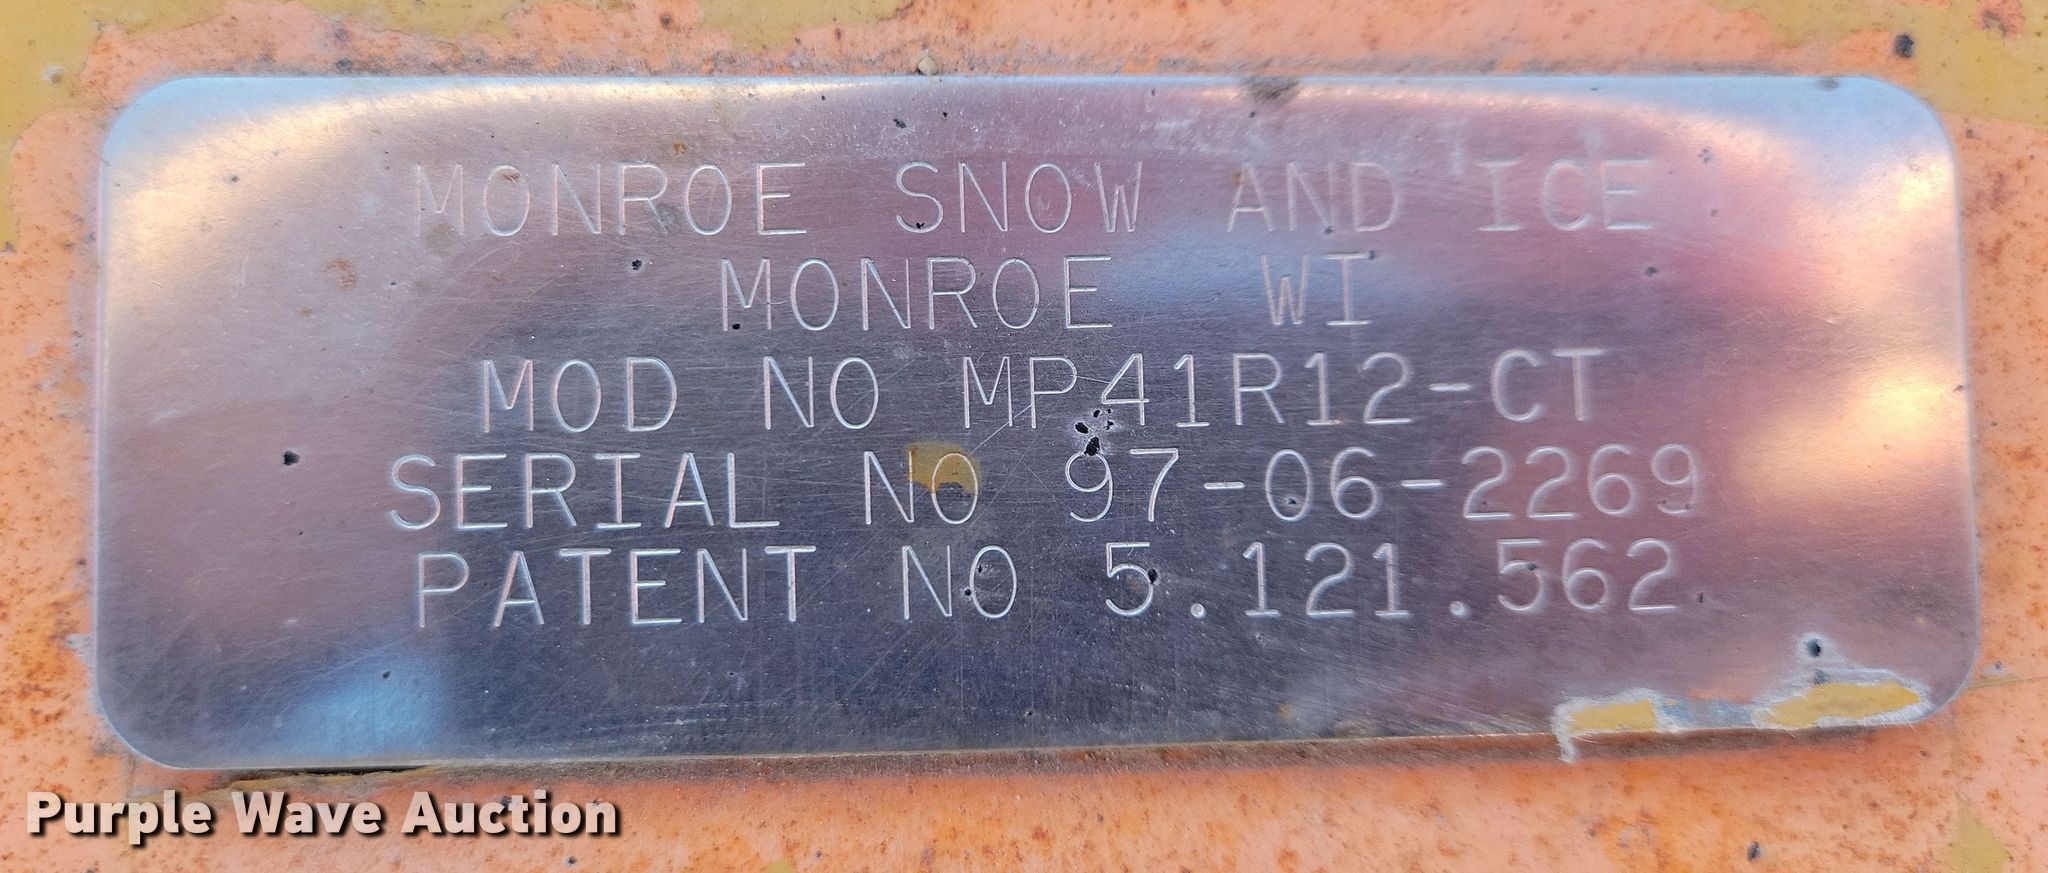 MONROE SNOW AND ICE
MONROE WI
MOD NO MP41R12-CT
SERIAL NO 97-06-2269
PATENT NO 5.121.562
Purple Wave Auction